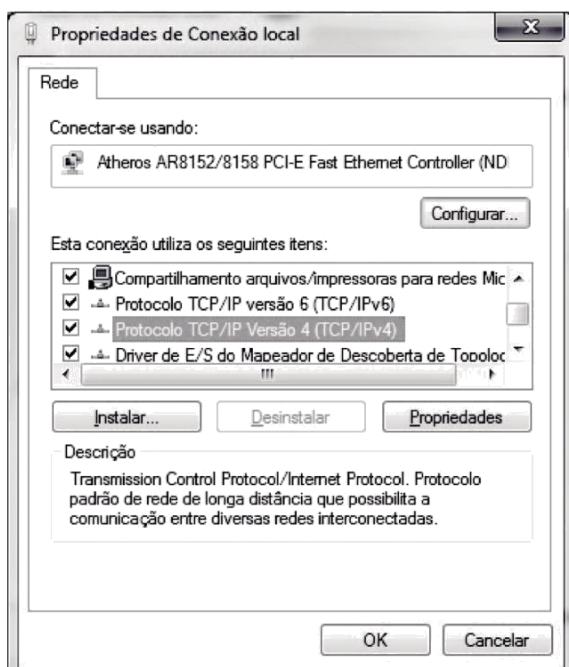 Propriedades de Conexão local
Rede
Conectar-se usando:
Atheros AR8152/8158 PCI-E Fast Ethernet Controller (ND
Configurar...
Esta conexão utiliza os seguintes itens:
Compartilhamento arquivos/impressoras para redes Mic
Protocolo TCP/IP versão 6 (TCP/IPv6)
Protocolo TCP/IP Versão 4 (TCP/IPv4)
Driver de E/S do Mapeador de Descoberta de Topoloc
Instalar...
Desinstalar
Propriedades
Descrição
Transmission Control Protocol/Internet Protocol. Protocolo
padrão de rede de longa distância que possibilita a
comunicação entre diversas redes interconectadas.
OK
Cancelar